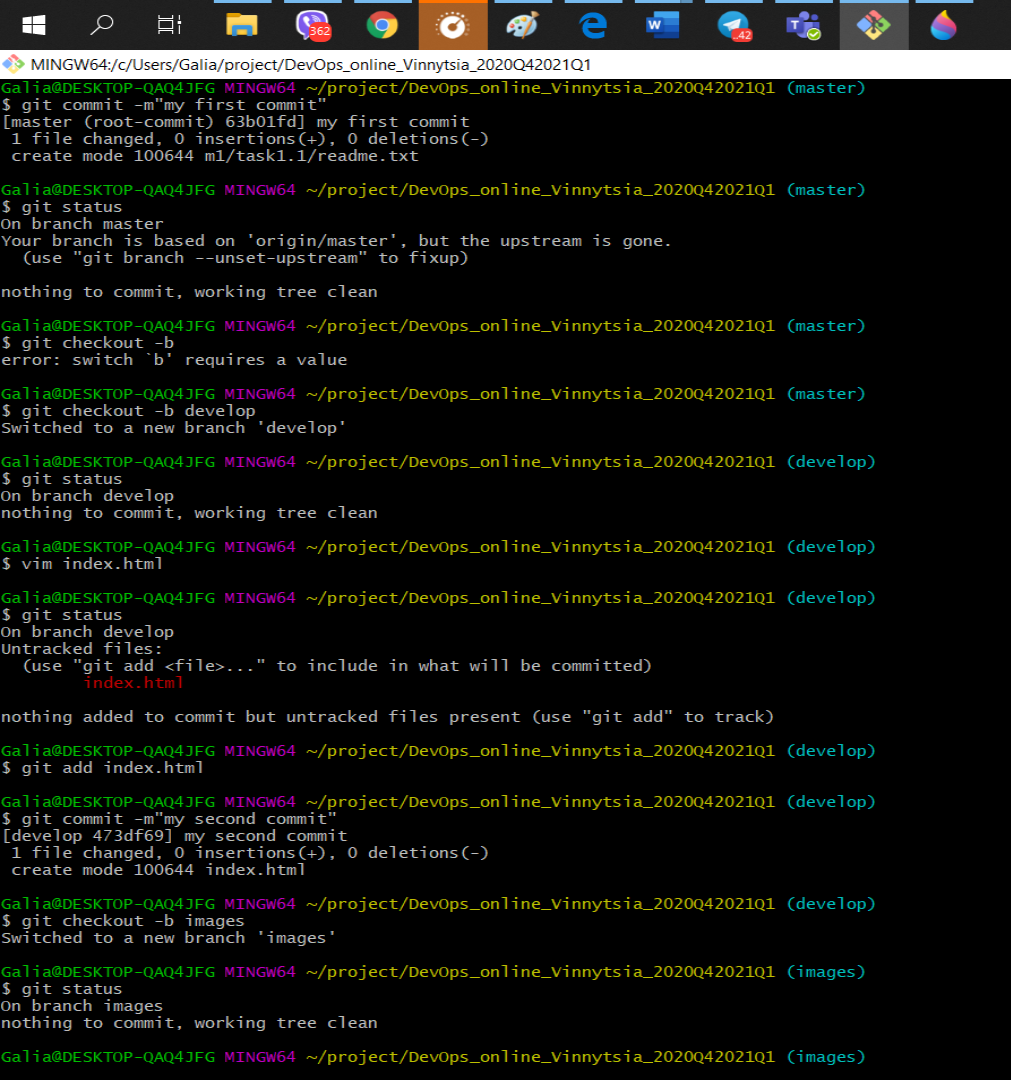 362
W
.42
T
MINGW64:/c/Users/Galia/project/DevOps_online_Vinnytsia_2020Q42021Q1
Galia@DESKTOP-QAQ4JFG MINGW64 ~/project/DevOps_online_Vinnytsia_2020Q42021Q1 (master)
$ git commit -m"my first commit"
[master (root-commit) 63b01fd] my first commit
 1 file changed, 0 insertions(+), 0 deletions(-)
 create mode 100644 m1/task1.1/readme.txt

Galia@DESKTOP-QAQ4JFG MINGW64 ~/project/DevOps_online_Vinnytsia_2020Q42021Q1 (master)
$ git status
On branch master
Your branch is based on 'origin/master', but the upstream is gone.
  (use "git branch --unset-upstream" to fixup)

nothing to commit, working tree clean

Galia@DESKTOP-QAQ4JFG MINGW64 ~/project/DevOps_online_Vinnytsia_2020Q42021Q1 (master)
$ git checkout -b
error: switch `b' requires a value

Galia@DESKTOP-QAQ4JFG MINGW64 ~/project/DevOps_online_Vinnytsia_2020Q42021Q1 (master)
$ git checkout -b develop
Switched to a new branch 'develop'

Galia@DESKTOP-QAQ4JFG MINGW64 ~/project/DevOps_online_Vinnytsia_2020Q42021Q1 (develop)
$ git status
On branch develop
nothing to commit, working tree clean

Galia@DESKTOP-QAQ4JFG MINGW64 ~/project/DevOps_online_Vinnytsia_2020Q42021Q1 (develop)
$ vim index.html

Galia@DESKTOP-QAQ4JFG MINGW64 ~/project/DevOps_online_Vinnytsia_2020Q42021Q1 (develop)
$ git status
On branch develop
Untracked files:
  (use "git add <file>..." to include in what will be committed)
        index.html

nothing added to commit but untracked files present (use "git add" to track)

Galia@DESKTOP-QAQ4JFG MINGW64 ~/project/DevOps_online_Vinnytsia_2020Q42021Q1 (develop)
$ git add index.html

Galia@DESKTOP-QAQ4JFG MINGW64 ~/project/DevOps_online_Vinnytsia_2020Q42021Q1 (develop)
$ git commit -m"my second commit"
[develop 473df69] my second commit
 1 file changed, 0 insertions(+), 0 deletions(-)
 create mode 100644 index.html

Galia@DESKTOP-QAQ4JFG MINGW64 ~/project/DevOps_online_Vinnytsia_2020Q42021Q1 (develop)
$ git checkout -b images
Switched to a new branch 'images'

Galia@DESKTOP-QAQ4JFG MINGW64 ~/project/DevOps_online_Vinnytsia_2020Q42021Q1 (images)
$ git status
On branch images
nothing to commit, working tree clean

Galia@DESKTOP-QAQ4JFG MINGW64 ~/project/DevOps_online_Vinnytsia_2020Q42021Q1 (images)